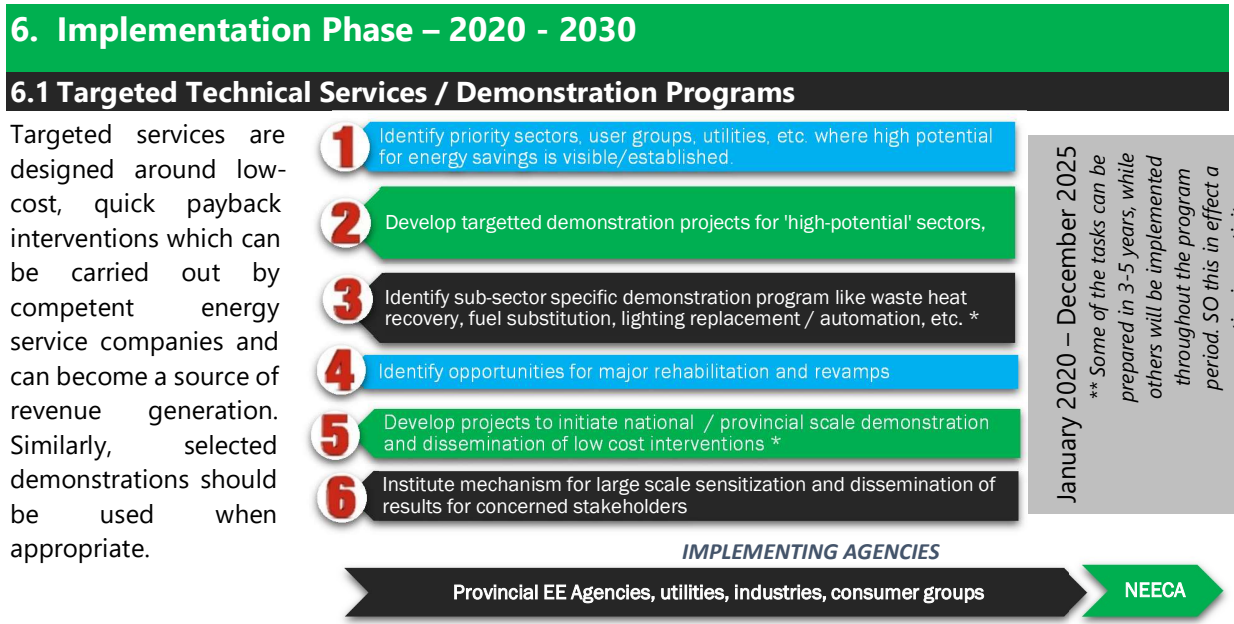 6. Implementation Phase – 2020 - 2030
6.1 Targeted Technical Services / Demonstration Programs
Targeted services are
designed around low-
cost, quick payback
interventions which can
be carried out by
competent energy
service companies and
can become a source of
revenue generation.
Similarly, selected
demonstrations should
be used when
appropriate.
1 Identify priority sectors, user groups, utilities, etc. where high potential
for energy savings is visible/established.
2 Develop targetted demonstration projects for 'high-potential' sectors,
3 Identify sub-sector specific demonstration program like waste heat
recovery, fuel substitution, lighting replacement / automation, etc. *
4 Identify opportunities for major rehabilitation and revamps
5 Develop projects to initiate national / provincial scale demonstration
and dissemination of low cost interventions *
6 Institute mechanism for large scale sensitization and dissemination of
results for concerned stakeholders
January 2020 – December 2025
** Some of the tasks can be
prepared in 3-5 years, while
others will be implemented
throughout the program
period. SO this in effect a
IMPLEMENTING AGENCIES
Provincial EE Agencies, utilities, industries, consumer groups
NEECA